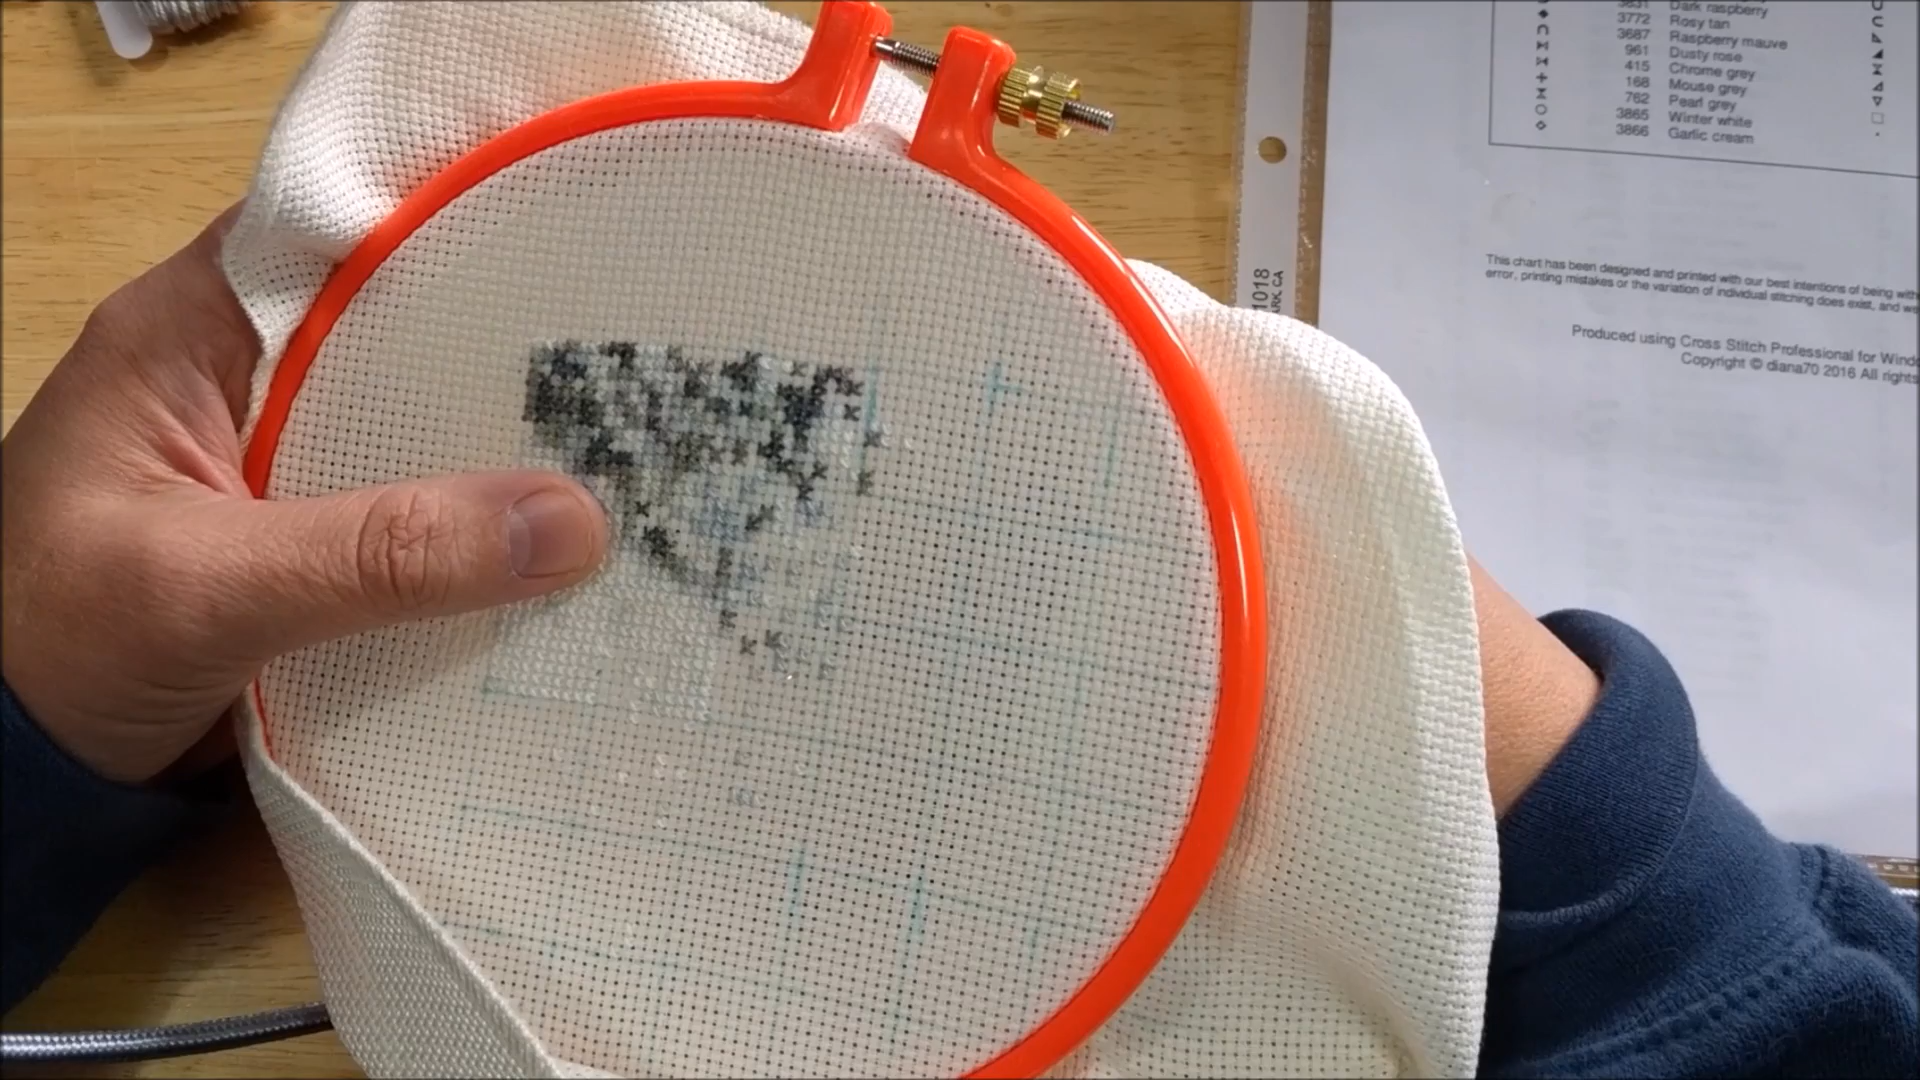 3831 Dark raspberry
3772 Rosy tan
3687 Raspberry mauve
961 Dusty rose
415 Chrome grey
168 Mouse grey
762 Pearl grey
3865 Winter white
3866 Garlic cream
1018
This chart has been designed and printed with our best intentions of being
error, printing mistakes or the variation of individual stitching does exist, and
Produced using Cross Stitch Professional for
Copyright © diana70 2016 All rights